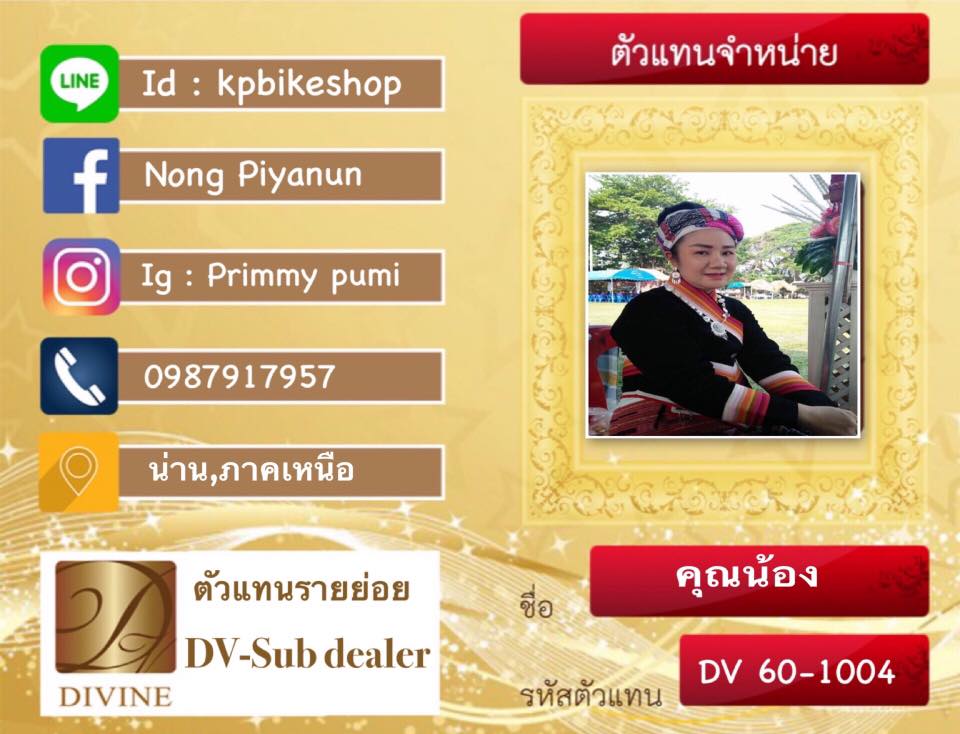 LINE
Id : kpbikeshop
Nong Piyanun
Ig : Primmy pumi
0987917957
น่าน,ภาคเหนือ
DIVINE
ตัวแทนรายย่อย
DV-Sub dealer
ตัวแทนจำหน่าย
ชื่อ
คุณน้อง
รหัสตัวแทน
DV 60-1004